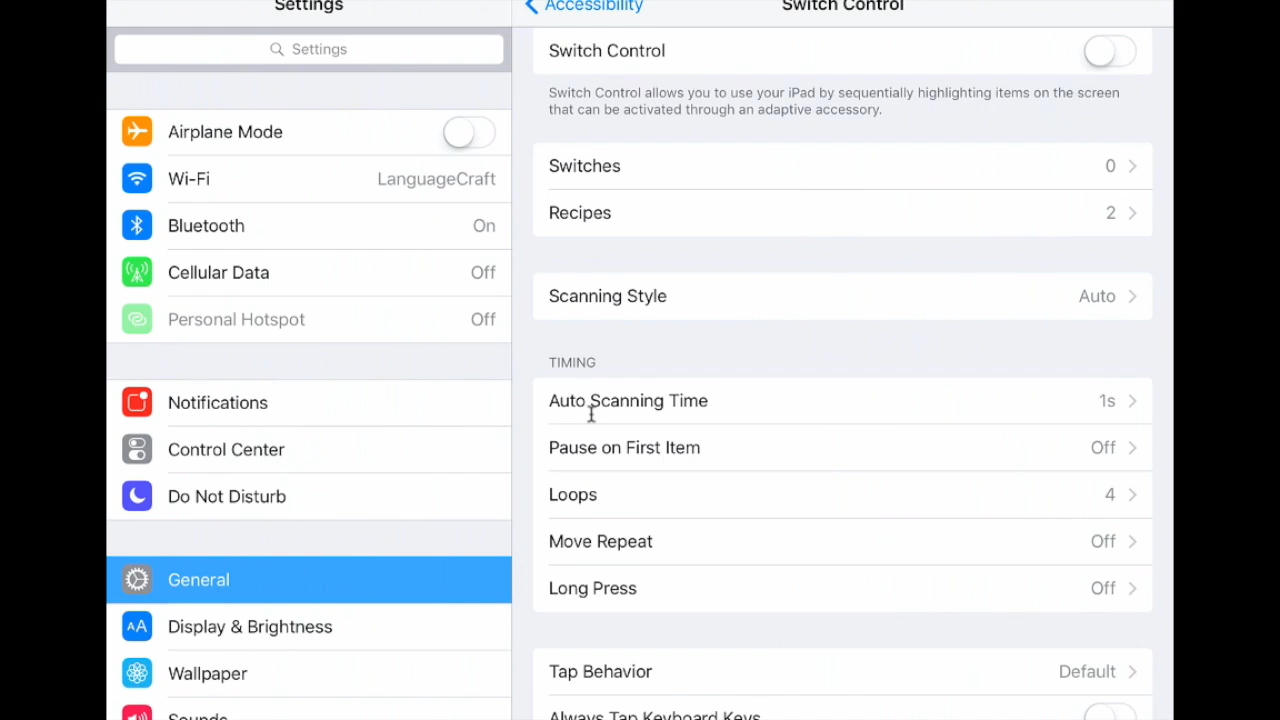 Settings
Settings
Airplane Mode
Wi-Fi LanguageCraft
Bluetooth On
Cellular Data Off
Personal Hotspot Off
Notifications
Control Center
Do Not Disturb
General
AA Display & Brightness
Wallpaper
Sounds
Accessibility Switch Control
Switch Control
Switch Control allows you to use your iPad by sequentially highlighting items on the screen
that can be activated through an adaptive accessory.
Switches 0
Recipes 2
Scanning Style Auto
TIMING
Auto Scanning Time 1s
Pause on First Item Off
Loops 4
Move Repeat Off
Long Press Off
Tap Behavior Default
Always Tap Keyboard Keys